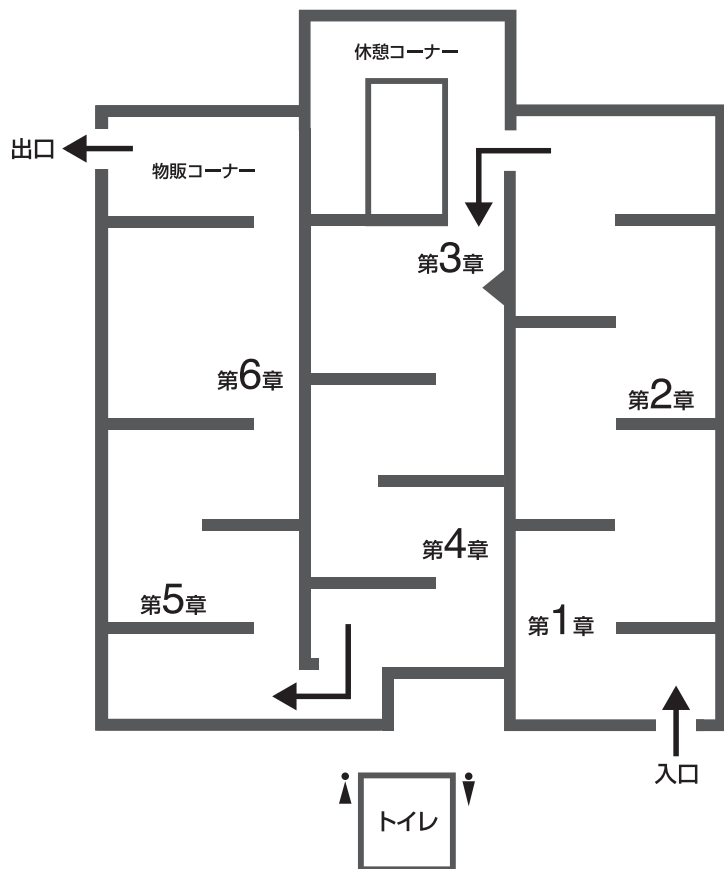 休憩コーナー
出口
物販コーナー
第3章
第6章
第2章
第4章
第5章
第1章
入口
トイレ